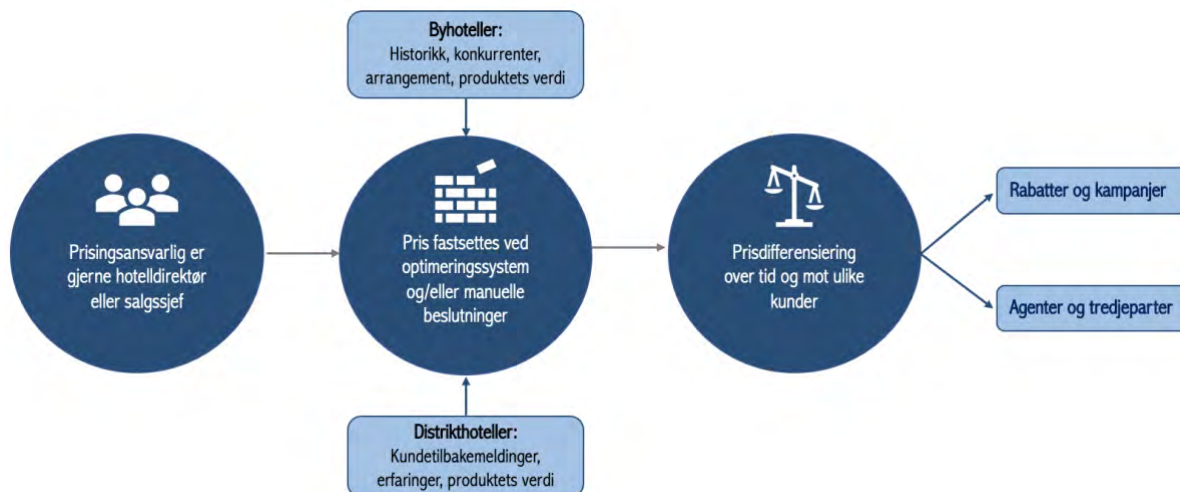 Byhoteller:
Historikk, konkurrenter,
arrangement, produktets verdi
Prisingsansvarlig er
gjerne hotelldirektør
eller salgssjef
Pris fastsettes ved
optimeringssystem
og/eller manuelle
beslutninger
Prisdifferensiering
over tid og mot ulike
kunder
Rabatter og kampanjer
Agenter og tredjeparter
Distrikthoteller:
Kundetilbakemeldinger,
erfaringer, produktets verdi